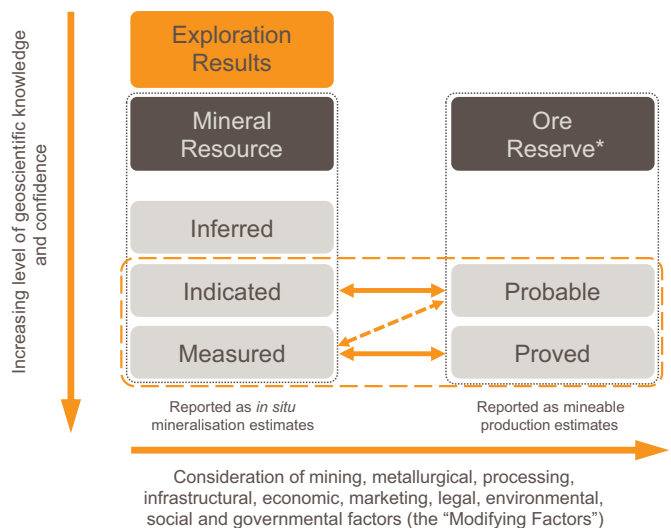 Exploration
Results
Mineral
Resource
Ore
Reserve*
Inferred
Indicated
Probable
Measured
Proved
Increasing level of geoscientific knowledge
and confidence
Reported as in situ
mineralisation estimates
Reported as mineable
production estimates
Consideration of mining, metallurgical, processing,
infrastructural, economic, marketing, legal, environmental,
social and governmental factors (the “Modifying Factors”)